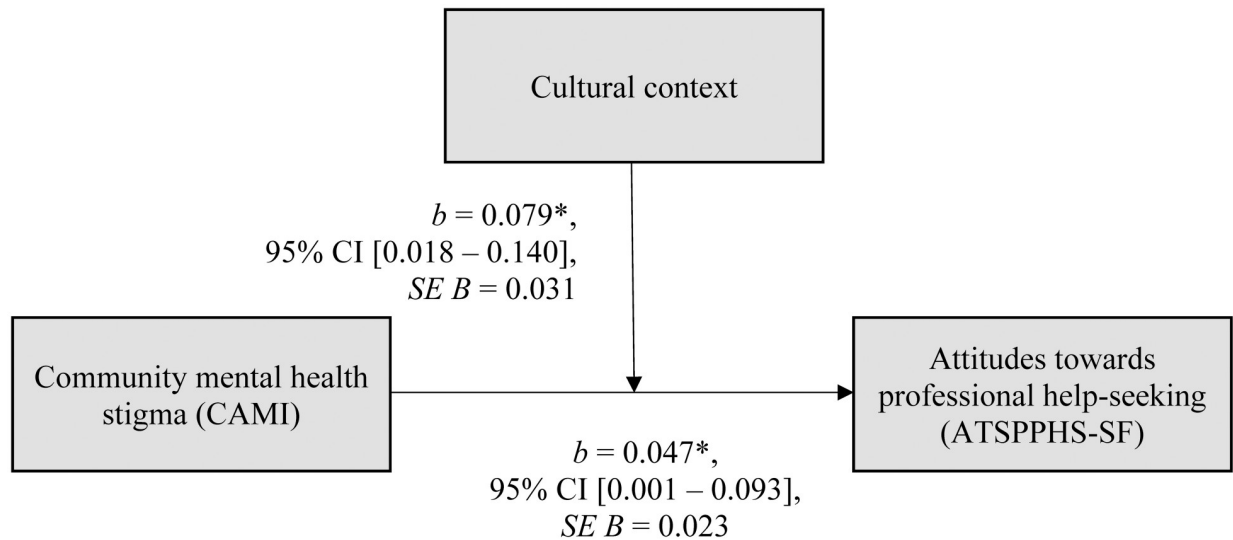 Cultural context
b = 0.079*,
95% CI [0.018 – 0.140],
SE B = 0.031
Community mental health
stigma (CAMI)
Attitudes towards
professional help-seeking
(ATSPPHS-SF)
b = 0.047*,
95% CI [0.001 – 0.093],
SE B = 0.023